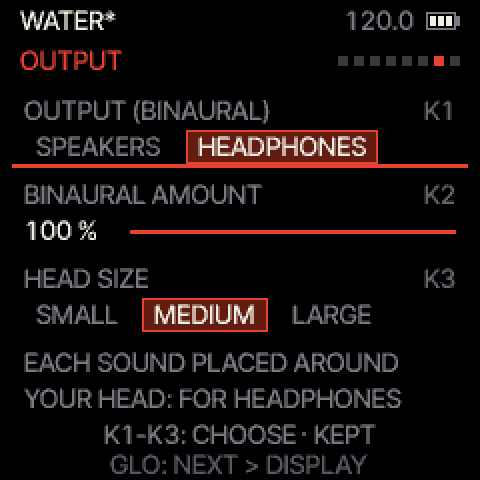 WATER* 120.0
OUTPUT
OUTPUT (BINAURAL) K1
SPEAKERS HEADPHONES
BINAURAL AMOUNT K2
100 %
HEAD SIZE K3
SMALL MEDIUM LARGE
EACH SOUND PLACED AROUND
YOUR HEAD: FOR HEADPHONES
K1-K3: CHOOSE · KEPT
GLO: NEXT > DISPLAY